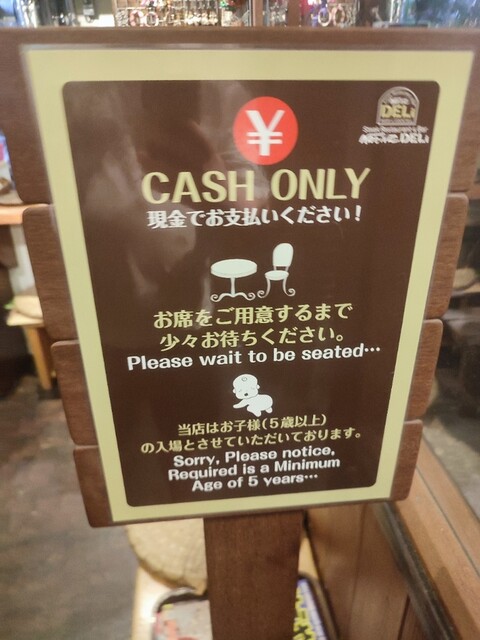 ¥
DELi
CASH ONLY
現金でお支払いください!
お席をご用意するまで
少々お待ちください。
Please wait to be seated…
当店はお子様(5歳以上)
の入場とさせていただいております。
Sorry, Please notice,
Required is a Minimum
Age of 5 years…